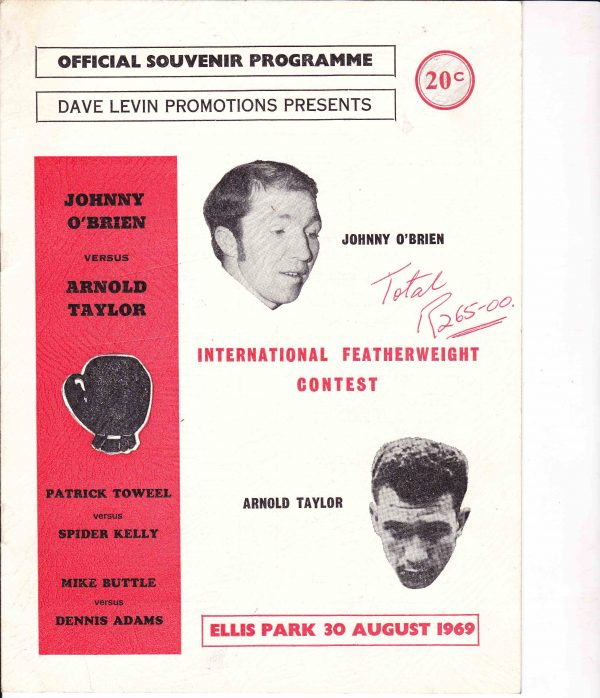 OFFICIAL SOUVENIR PROGRAMME
20c
DAVE LEVIN PROMOTIONS PRESENTS
JOHNNY
O'BRIEN
VERSUS
ARNOLD
TAYLOR
PATRICK TOWEEL
versus
SPIDER KELLY
MIKE BUTTLE
versus
DENNIS ADAMS
JOHNNY O'BRIEN
Total
R265-00.
INTERNATIONAL FEATHERWEIGHT
CONTEST
ARNOLD TAYLOR
ELLIS PARK 30 AUGUST 1969